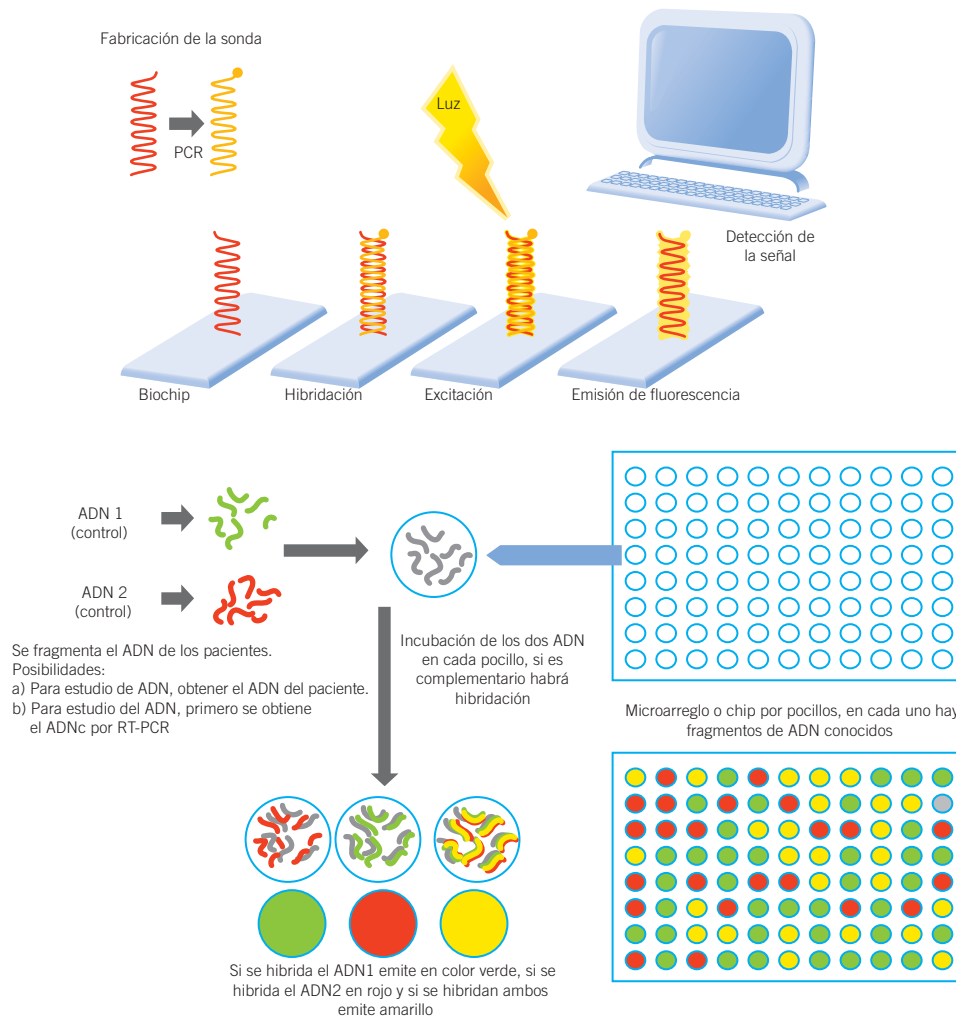 Fabricación de la sonda
PCR
Luz
Detección de
la señal
Biochip
Hibridación
Excitación
Emisión de fluorescencia
ADN 1
(control)
ADN 2
(control)
Se fragmenta el ADN de los pacientes.
Posibilidades:
a) Para estudio de ADN, obtener el ADN del paciente.
b) Para estudio del ADN, primero se obtiene
el ADNc por RT-PCR
Incubación de los dos ADN
en cada pocillo, si es
complementario habrá
hibridación
Microarreglo o chip por pocillos, en cada uno hay
fragmentos de ADN conocidos
Si se hibrida el ADN1 emite en color verde, si se
hibrida el ADN2 en rojo y si se hibridan ambos
emite amarillo